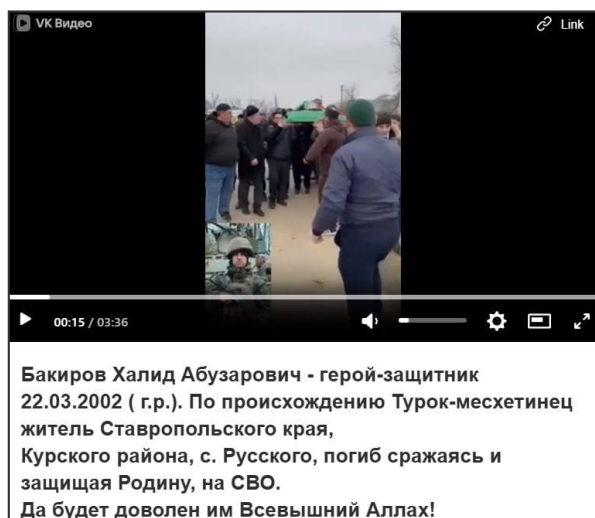 VK Видео
Link
00:15 / 03:36
Бакиров Халид Абузарович - герой-защитник
22.03.2002 ( г.р.). По происхождению Турок-месхетинец
житель Ставропольского края,
Курского района, с. Русского, погиб сражаясь и
защищая Родину, на СВО.
Да будет доволен им Всевышний Аллах!